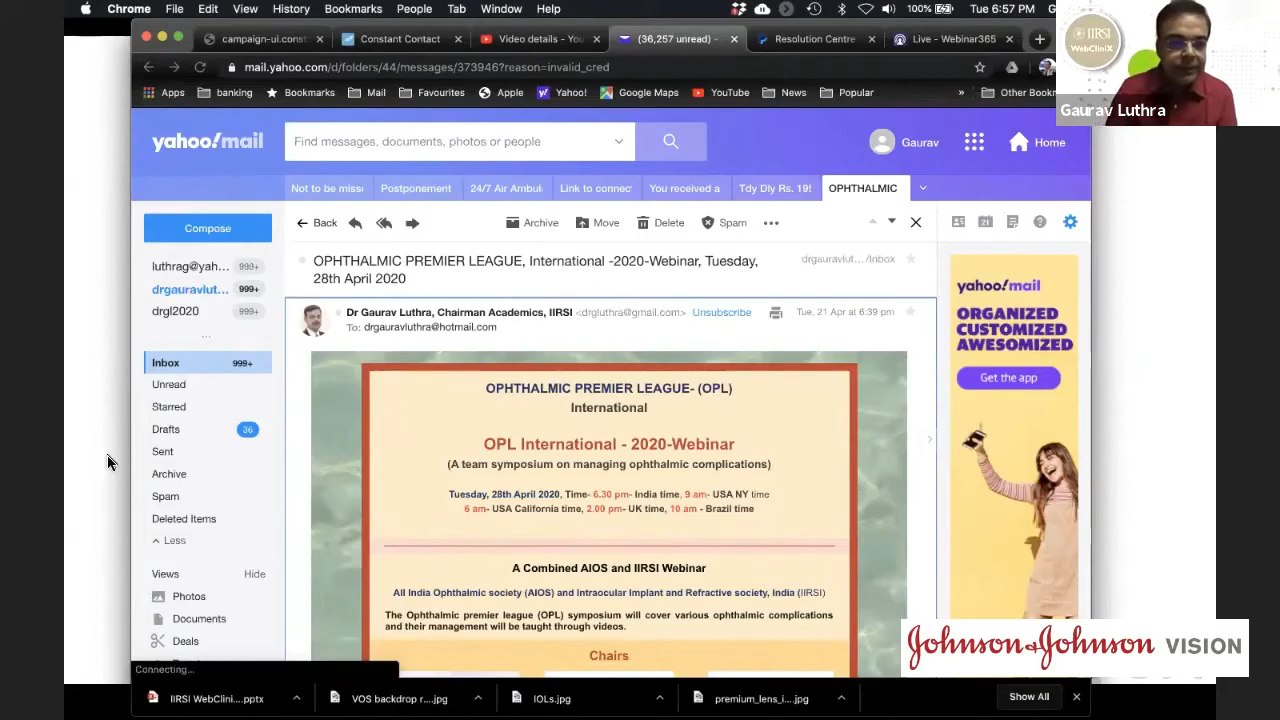 Chrome File Edit View History Bookmarks People Tab Window Help 100% Tue 6:57 PM G
campaign-ui.const Edit Contact Video details - You (36,257 unread) - Resolution Centre Live - Webinar365
mail.yahoo.com/d/folders/1/messages/373946?
Apps banking Bookmarks Mail Favourites Apple Yahoo! Google Maps YouTube News Popular » Other Book
IIRSI
WebCliniX
Gaurav Luthra
yahoo!mail
Find messages, documents, photos or people
Gaurav
Home
Not to be misse Postponement 24/7 Air Ambula Link to connect You received a Tdy Dly Rs.199 OPHTHALMIC
Compose
Back Archive Move Delete Spam
luthrag@yah... 999+
drgauravlut... 999+
drgl2020 999+
...
Inbox 999+
Unread
Starred
Drafts 36
Sent
Archive
Spam
Deleted Items
Less
Views Hide
Photos
Documents
Deals
OPHTHALMIC PREMIER LEAGUE, International -2020-Webinar, Tuesday,
28th April 2020
drgauravlut.../Inbox
Dr Gaurav Luthra, Chairman Academics, IIRSI <drgluthra@gmail.com> Unsubscribe
Tue, 21 Apr at 6:39 pm
To: drgauravluthra@hotmail.com
OPHTHALMIC PREMIER LEAGUE- (OPL)
International
OPL International - 2020-Webinar
(A team symposium on managing ophthalmic complications)
Tuesday, 28th April 2020, Time- 6.30 pm- India time, 9 am- USA NY time
6 am- USA California time, 2.00 pm- UK time, 10 am - Brazil time
A Combined AIOS and IIRSI Webinar
All India Ophthalmic society (AIOS) and Intraocular Implant and Refractive society, India (IIRSI)
The Ophthalmic premier league (OPL) symposium will cover various ophthalmic complications
and their management will be taught through videos.
Chairs
yahoo!mail
ORGANIZED
CUSTOMIZED
AWESOMIZED
Get the app
Johnson & Johnson VISION
Connecting...
IIRSI WebClini....pptx VOS backdrop r....jpg IOLs.jpg premium_lens_i....jpg Show All